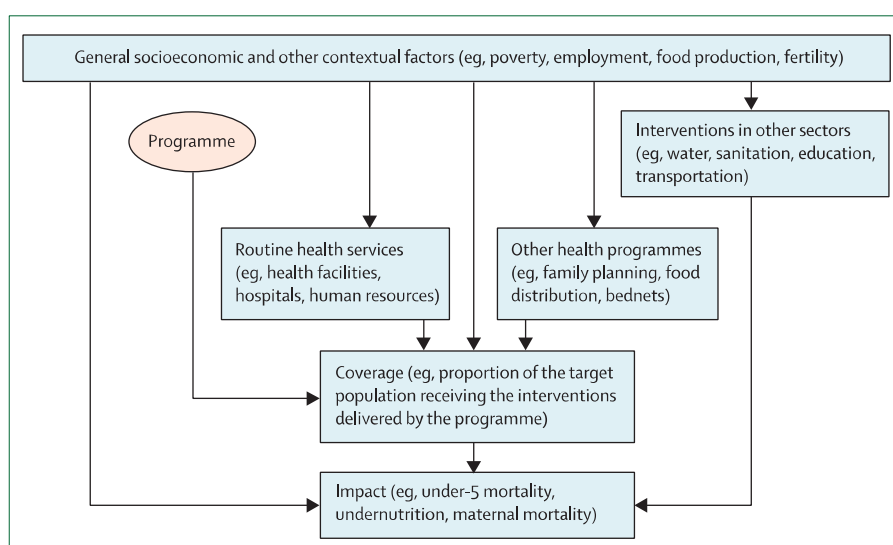 General socioeconomic and other contextual factors (eg, poverty, employment, food production, fertility)
Programme
Interventions in other sectors
(eg, water, sanitation, education,
transportation)
Routine health services
(eg, health facilities,
hospitals, human resources)
Other health programmes
(eg, family planning, food
distribution, bednets)
Coverage (eg, proportion of the target
population receiving the interventions
delivered by the programme)
Impact (eg, under-5 mortality,
undernutrition, maternal mortality)